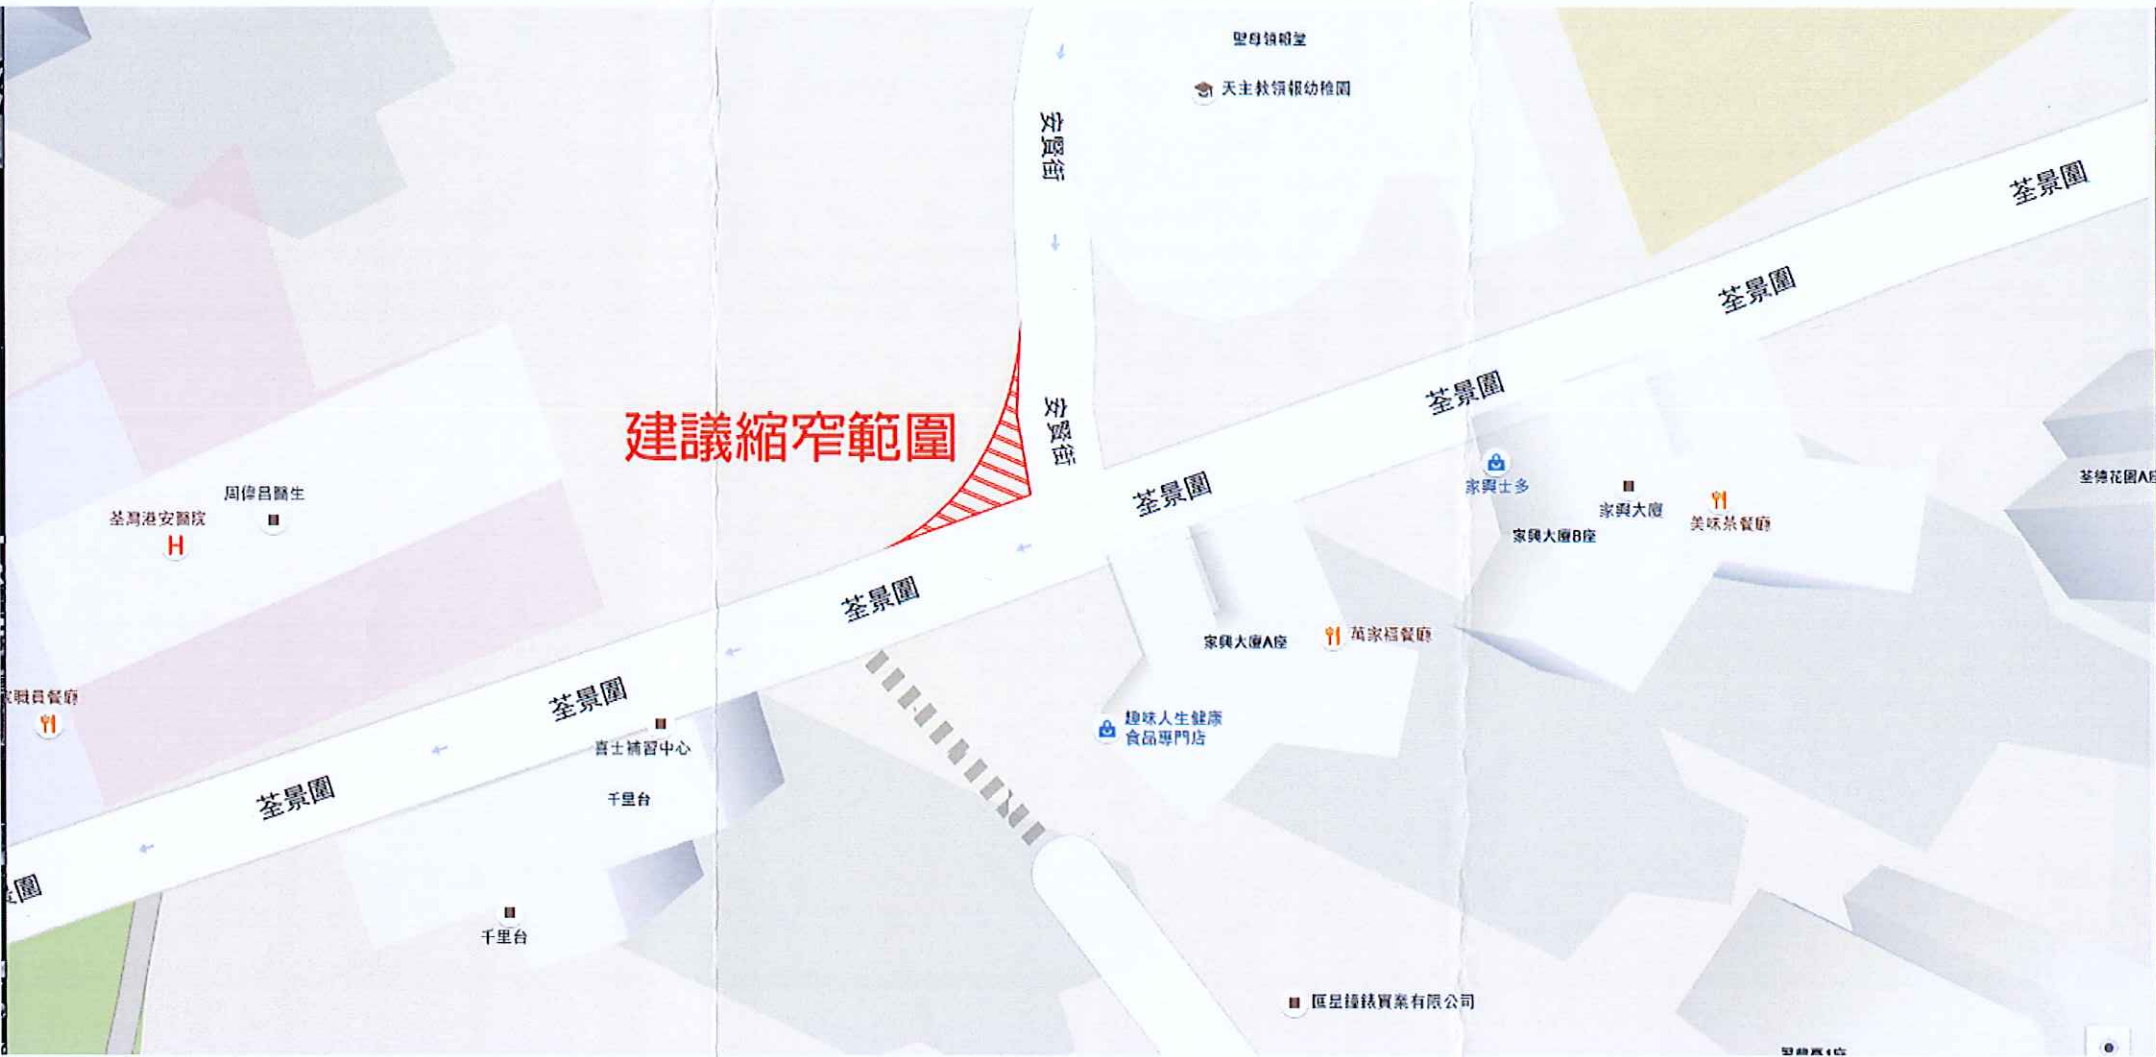 聖母領報堂
天主教領報幼稚園
安賢街
荃景圍
荃景圍
荃景圍
安賢街
建議縮窄範圍
荃景圍
家興士多
家興大廈
美味茶餐廳
家興大廈B座
荃德花園A座
周偉昌醫生
荃灣港安醫院
荃景圍
家興大廈A座
萬家福餐廳
職員餐廳
荃景圍
喜士補習中心
趣味人生健康
食品專門店
荃景圍
千里台
景圍
千里台
匯星鐘錶實業有限公司